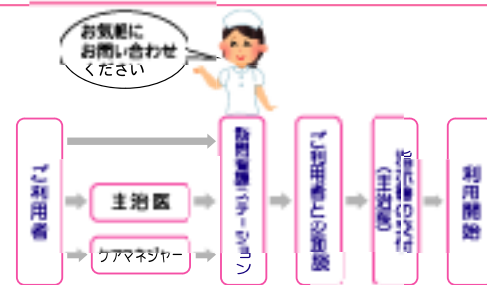 お気軽に
お問い合わせ
ください
ご利用者
主治医
ケアマネジャー
訪問看護ステーション
ご利用者との面談
(主治医)
利用開始